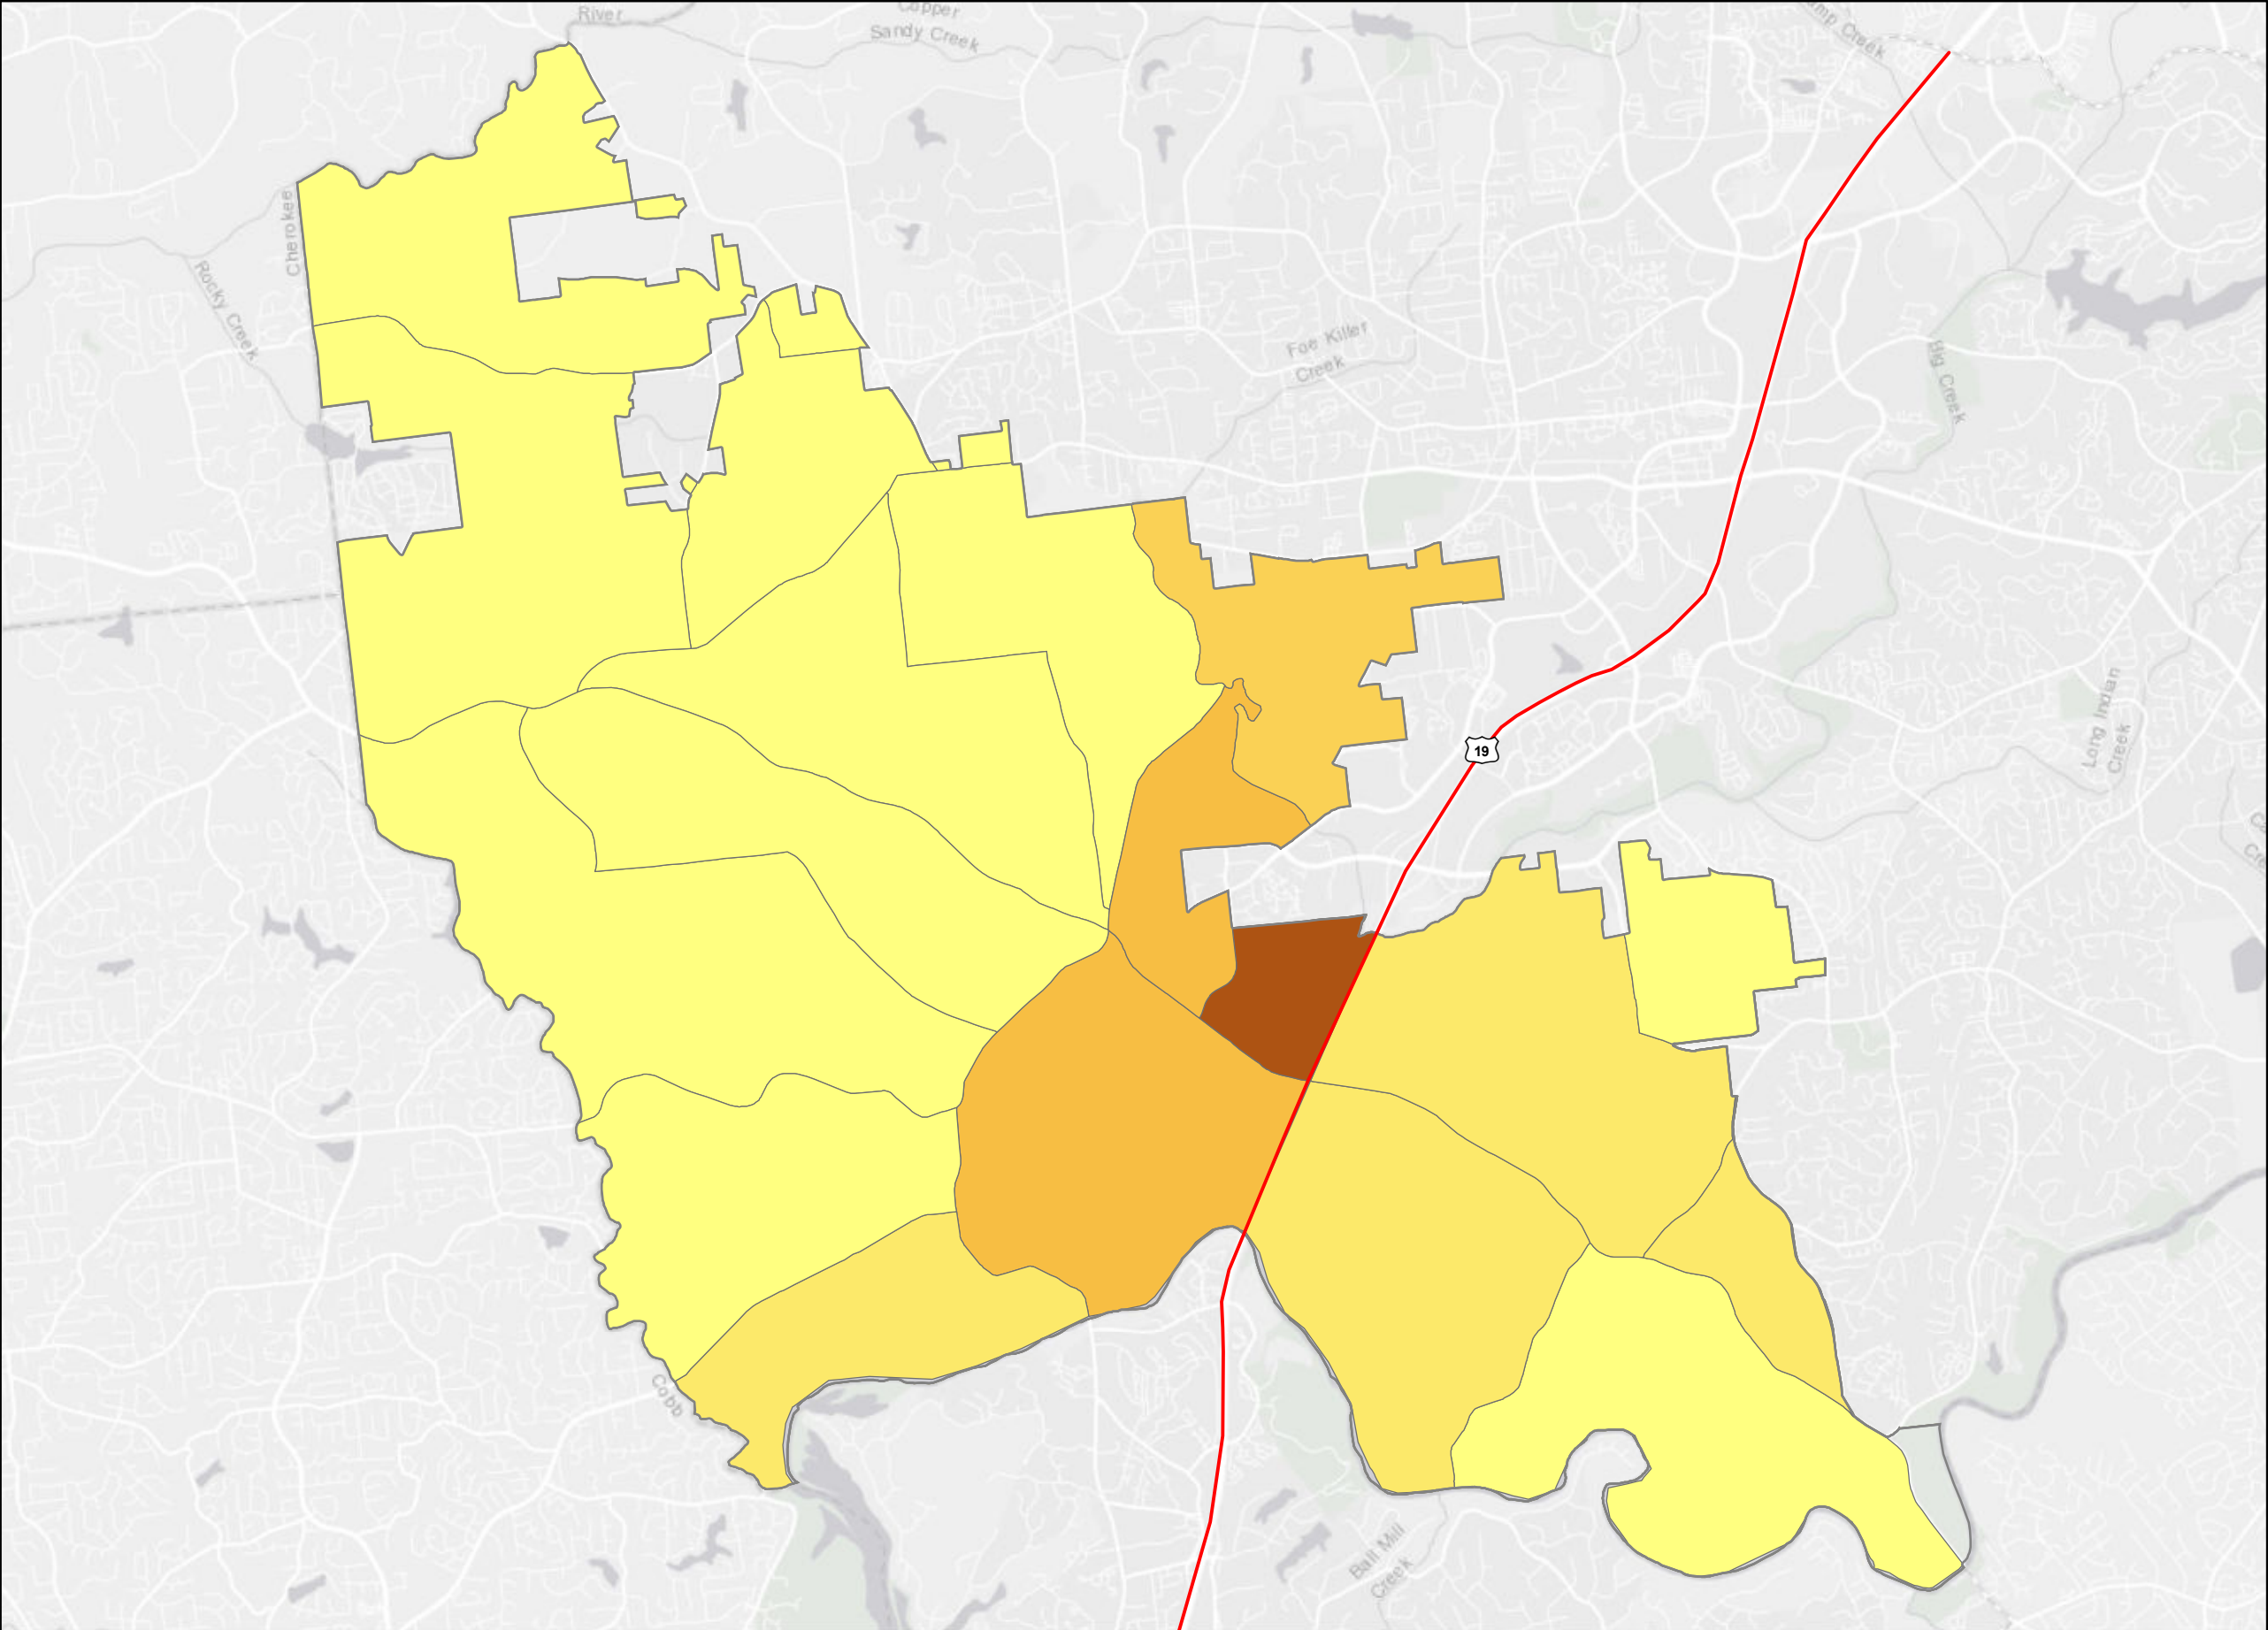 River
Copper
Sandy Creek
Camp Creek
Cherokee
Rocky Creek
Foe Killer
Creek
Big Creek
Long Indian
Creek
19
Cobb
Ball Mill
Creek